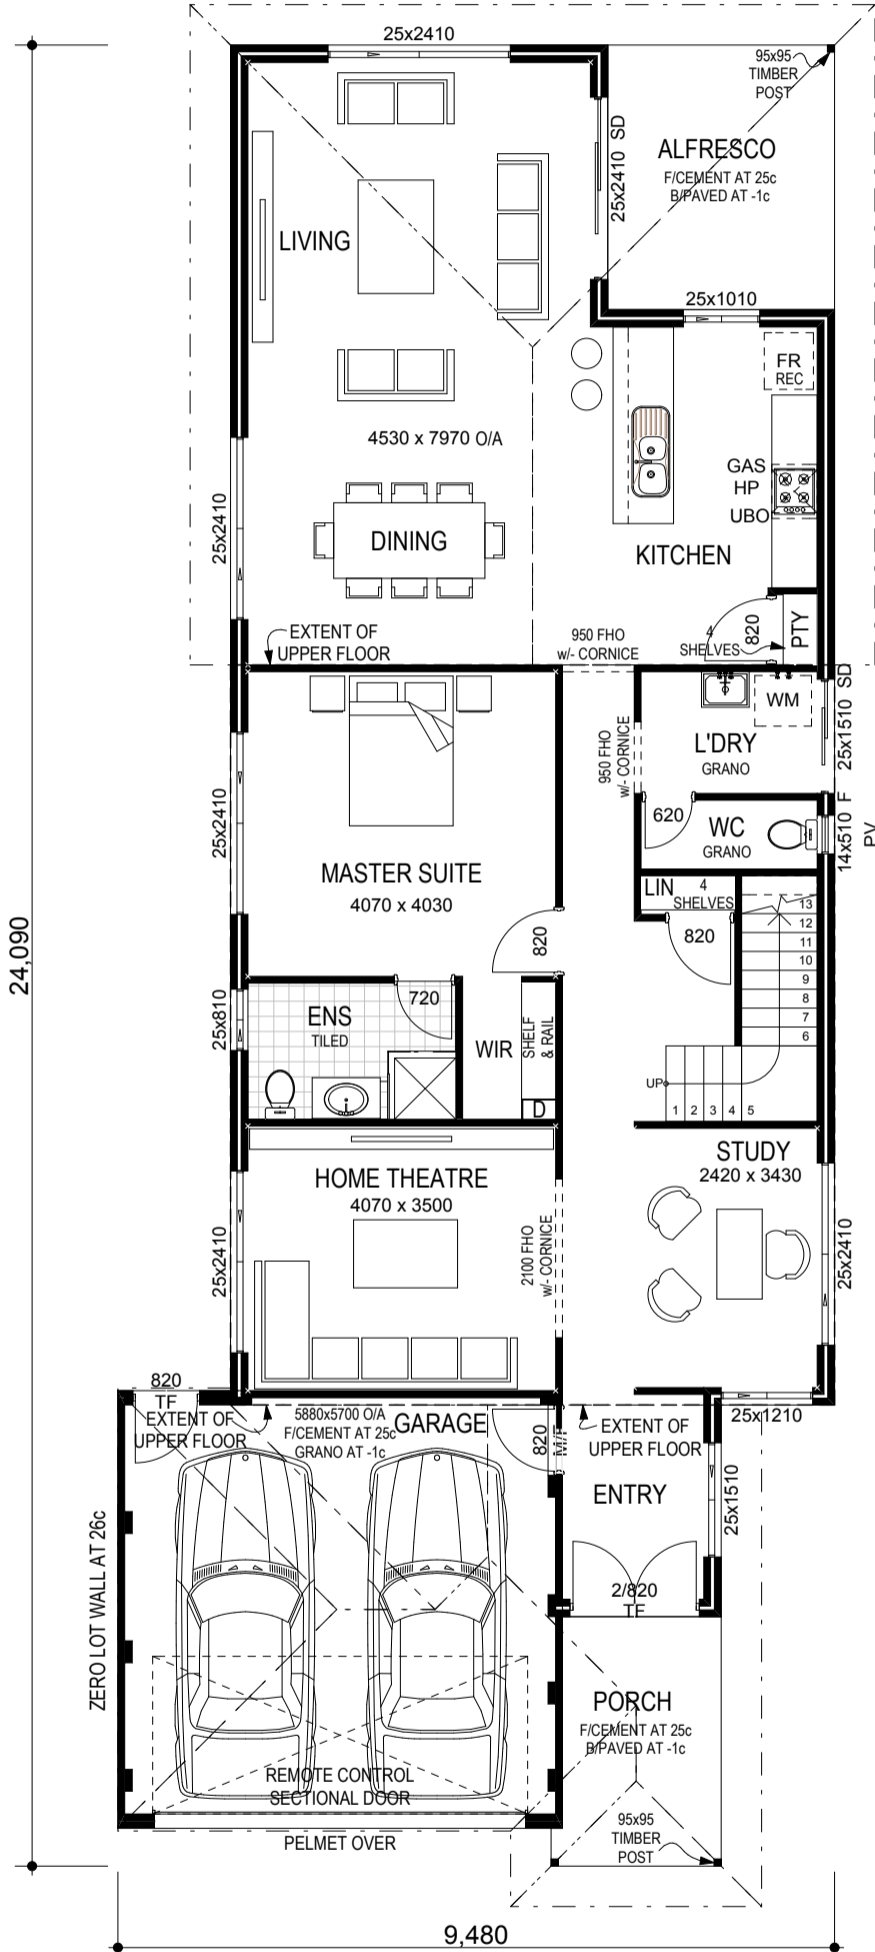 25x2410
95x95
TIMBER
POST
ALFRESCO
F/CEMENT AT 25c
B/PAVED AT -1c
25x2410 SD
LIVING
25x1010
FR
REC
4530 x 7970 O/A
GAS
HP
UBO
25x2410
DINING
KITCHEN
EXTENT OF
UPPER FLOOR
950 FHO
w/- CORNICE
4
SHELVES
820
PTY
WM
25x1510 SD
L'DRY
GRANO
950 FHO
w/- CORNICE
25x2410
620
WC
GRANO
14x510 F
PV
MASTER SUITE
4070 x 4030
LIN
4
SHELVES
820
820
13
12
11
10
9
8
7
6
24,090
25x810
ENS
TILED
720
WIR
SHELF
& RAIL
D
UP
1
2
3
4
5
HOME THEATRE
4070 x 3500
STUDY
2420 x 3430
2100 FHO
w/- CORNICE
25x2410
25x2410
820
TF
EXTENT OF
UPPER FLOOR
5880x5700 O/A
F/CEMENT AT 25c
GRANO AT -1c
GARAGE
820
EXTENT OF
UPPER FLOOR
25x1210
ENTRY
25x1510
ZERO LOT WALL AT 26c
2/820
TF
PORCH
F/CEMENT AT 25c
B/PAVED AT -1c
REMOTE CONTROL
SECTIONAL DOOR
PELMET OVER
95x95
TIMBER
POST
9,480